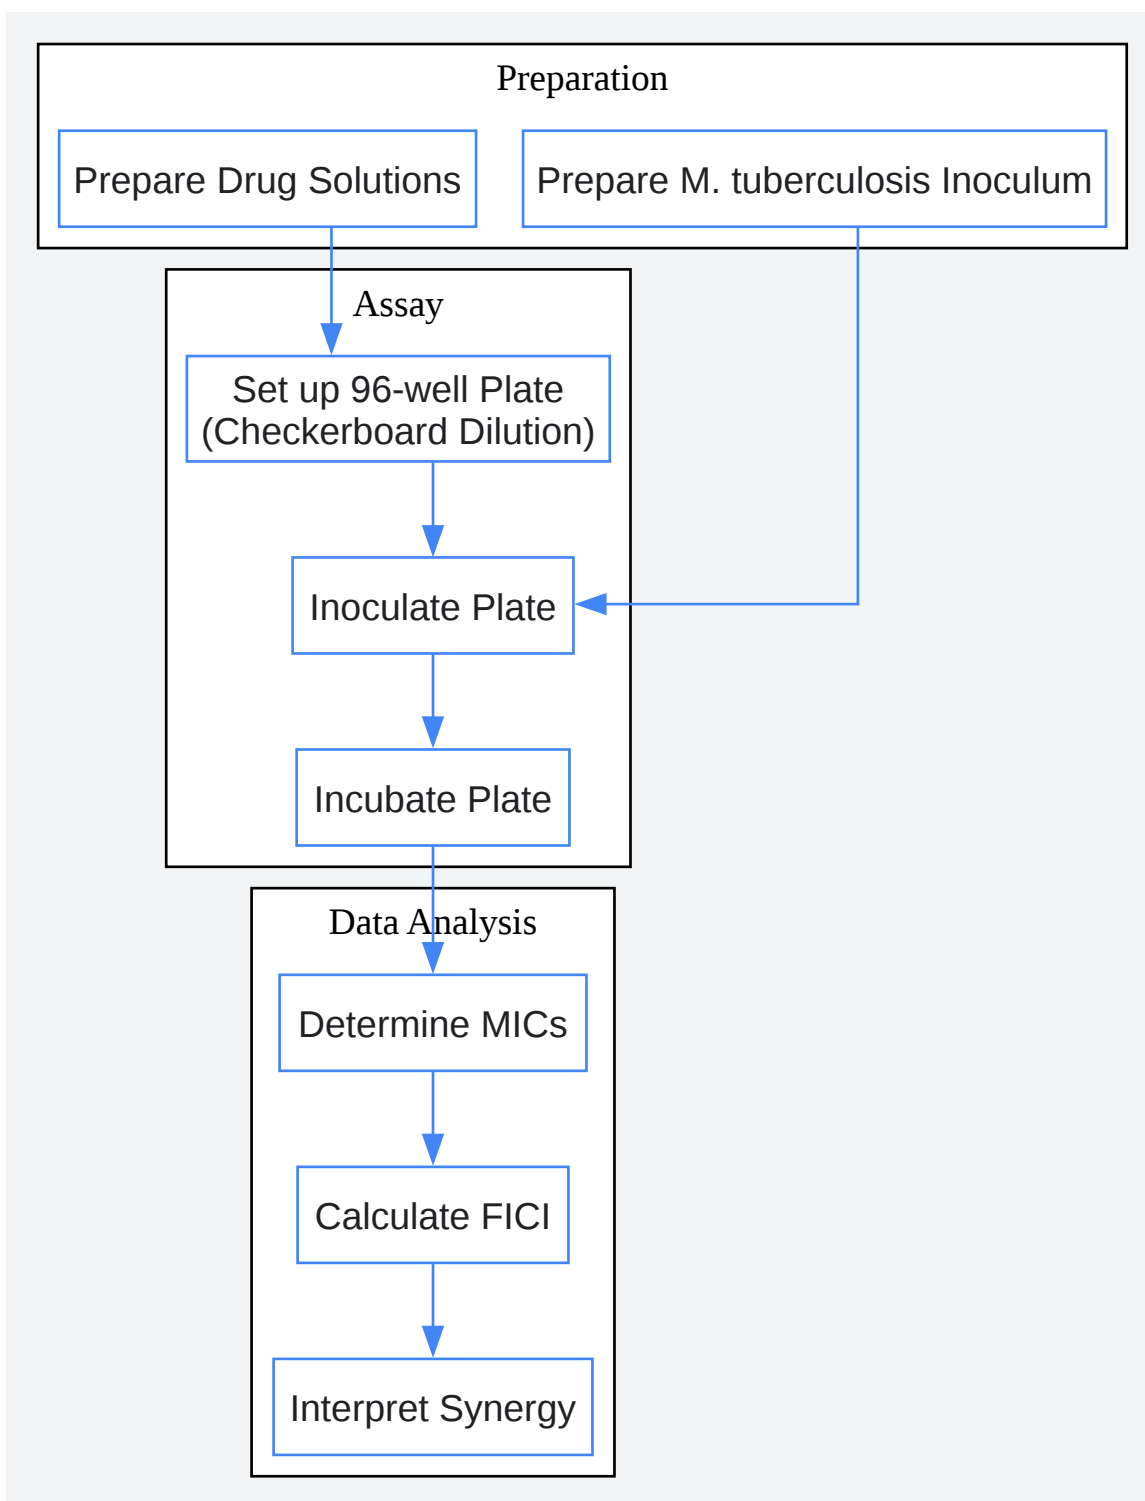 Preparation
Prepare Drug Solutions
Prepare M. tuberculosis Inoculum
Assay
Set up 96-well Plate
(Checkerboard Dilution)
Inoculate Plate
Incubate Plate
Data Analysis
Determine MICs
Calculate FICI
Interpret Synergy